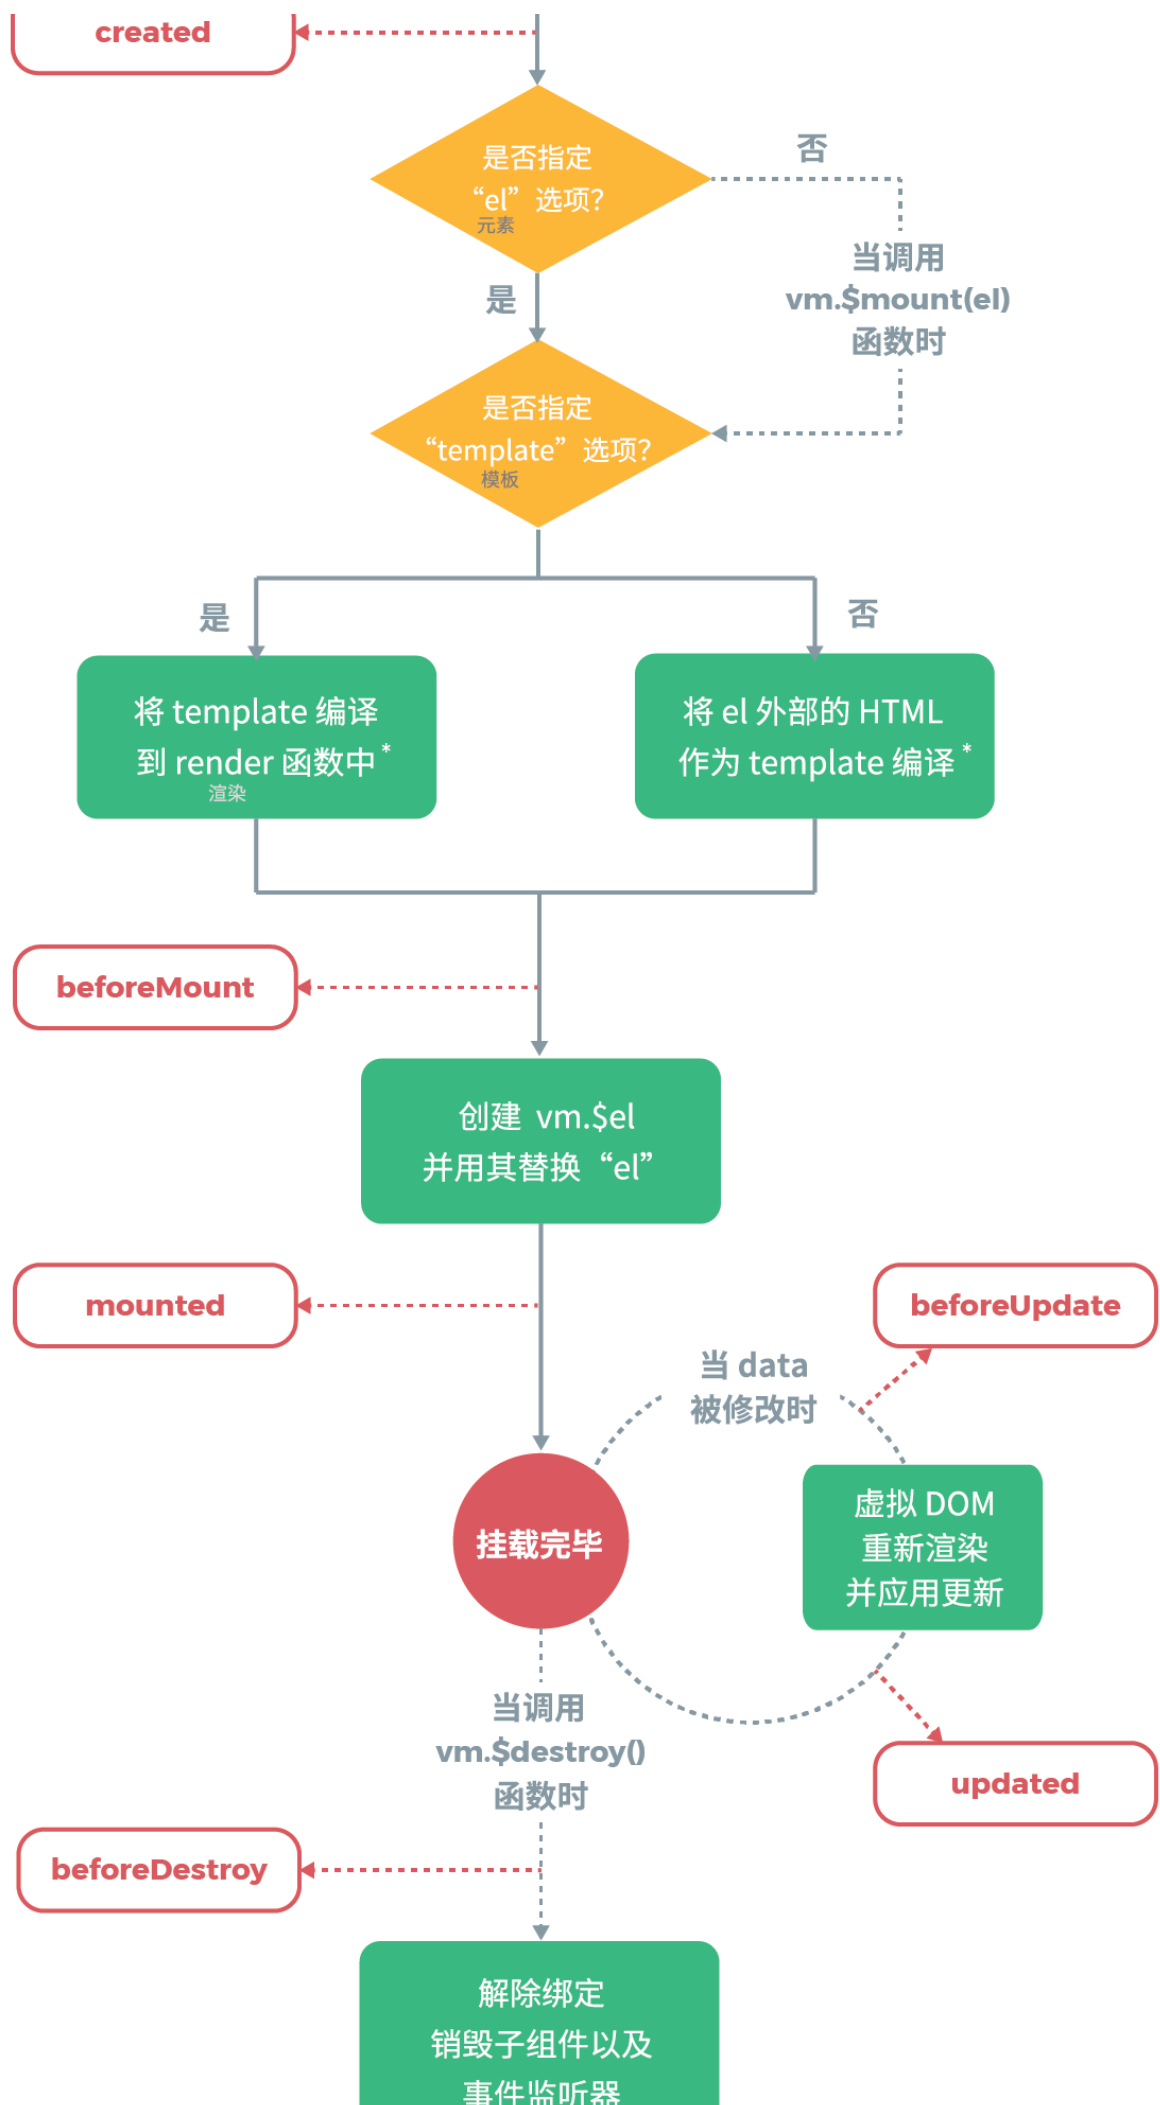 created
是否指定
“el”选项?
元素
否
当调用
vm.$mount(el)
函数时
是
是否指定
“template”选项?
模板
是
否
将 template 编译
到 render 函数中*
渲染
将 el 外部的 HTML
作为 template 编译*
beforeMount
创建 vm.$el
并用其替换“el”
mounted
beforeUpdate
当 data
被修改时
挂载完毕
虚拟 DOM
重新渲染
并应用更新
当调用
vm.$destroy()
函数时
updated
beforeDestroy
解除绑定
销毁子组件以及
事件监听器